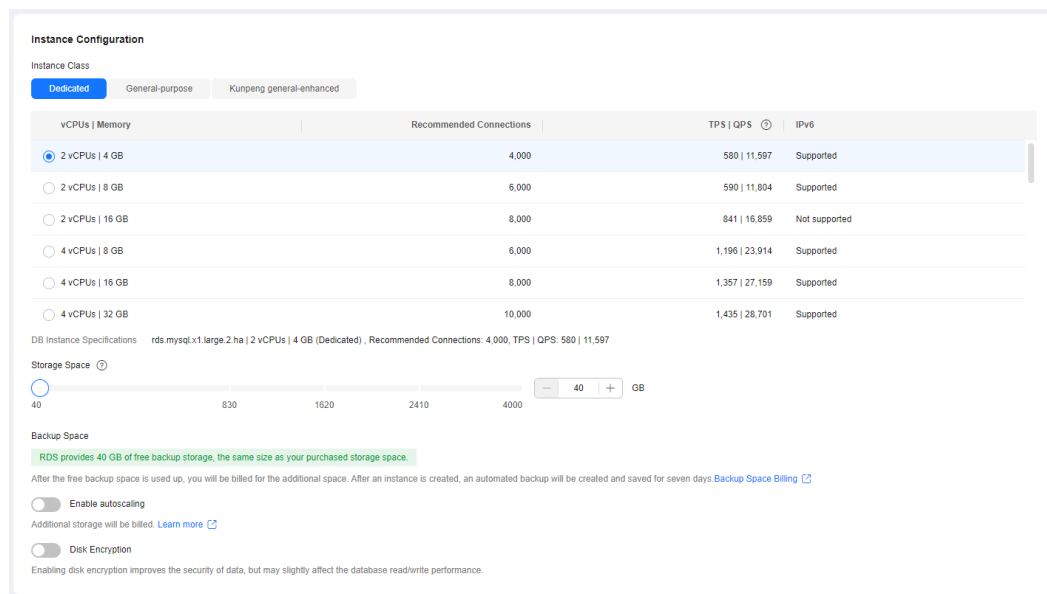 Instance Configuration
Instance Class
Dedicated General-purpose Kunpeng general-enhanced
vCPUs | Memory Recommended Connections TPS | QPS ? IPv6
2 vCPUs | 4 GB 4,000 580 | 11,597 Supported
2 vCPUs | 8 GB 6,000 590 | 11,804 Supported
2 vCPUs | 16 GB 8,000 841 | 16,859 Not supported
4 vCPUs | 8 GB 6,000 1,196 | 23,914 Supported
4 vCPUs | 16 GB 8,000 1,357 | 27,159 Supported
4 vCPUs | 32 GB 10,000 1,435 | 28,701 Supported
DB Instance Specifications rds.mysql.x1.large.2.ha | 2 vCPUs | 4 GB (Dedicated) , Recommended Connections: 4,000, TPS | QPS: 580 | 11,597
Storage Space ?
— 40 + GB
40 830 1620 2410 4000
Backup Space
RDS provides 40 GB of free backup storage, the same size as your purchased storage space.
After the free backup space is used up, you will be billed for the additional space. After an instance is created, an automated backup will be created and saved for seven days.Backup Space Billing
Enable autoscaling
Additional storage will be billed. Learn more
Disk Encryption
Enabling disk encryption improves the security of data, but may slightly affect the database read/write performance.